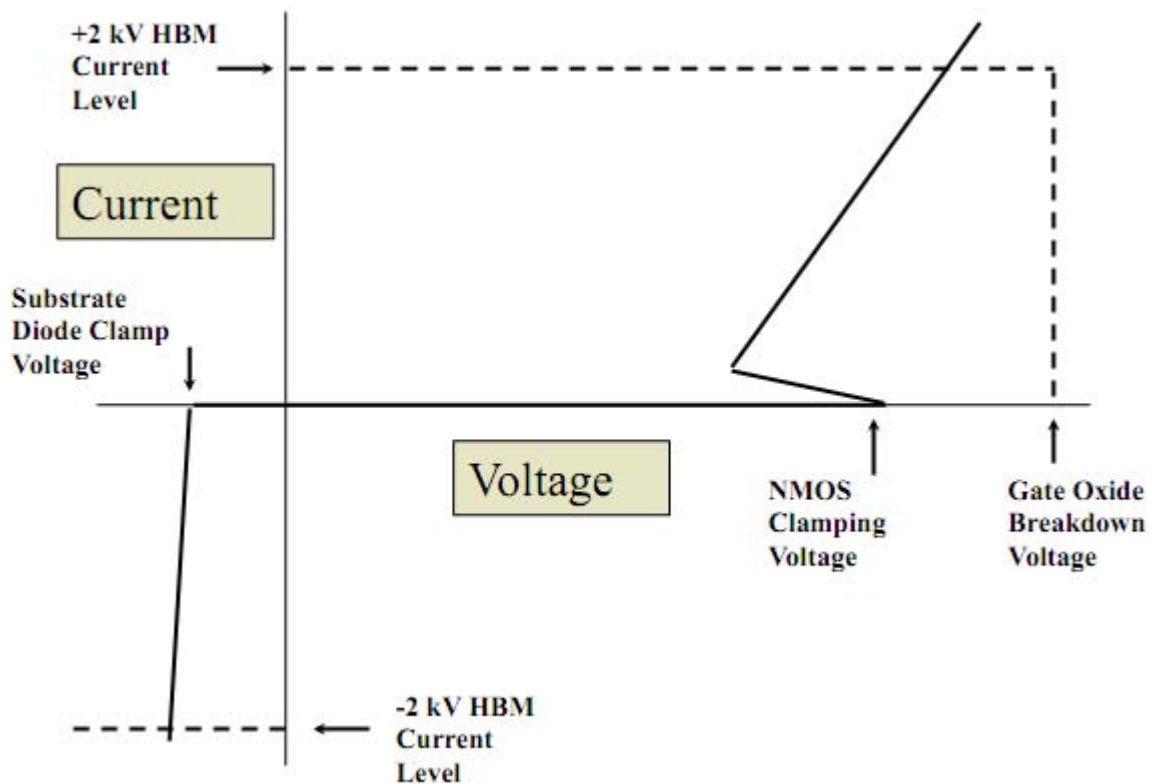 +2 kV HBM
Current
Level
Current
Substrate
Diode Clamp
Voltage
Voltage
NMOS
Clamping
Voltage
Gate Oxide
Breakdown
Voltage
-2 kV HBM
Current
Level